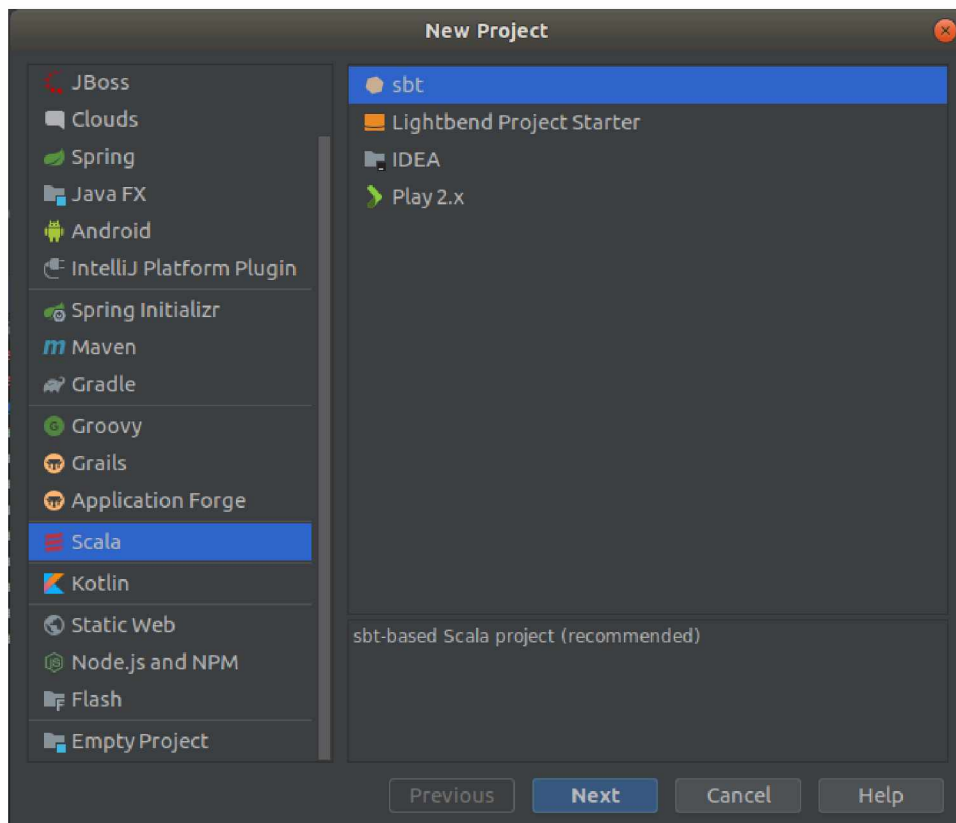 New Project
JBoss
Clouds
Spring
Java FX
Android
IntelliJ Platform Plugin
Spring Initializr
Maven
Gradle
Groovy
Grails
Application Forge
Scala
Kotlin
Static Web
Node.js and NPM
Flash
Empty Project
sbt
Lightbend Project Starter
IDEA
Play 2.x
sbt-based Scala project (recommended)
Previous
Next
Cancel
Help